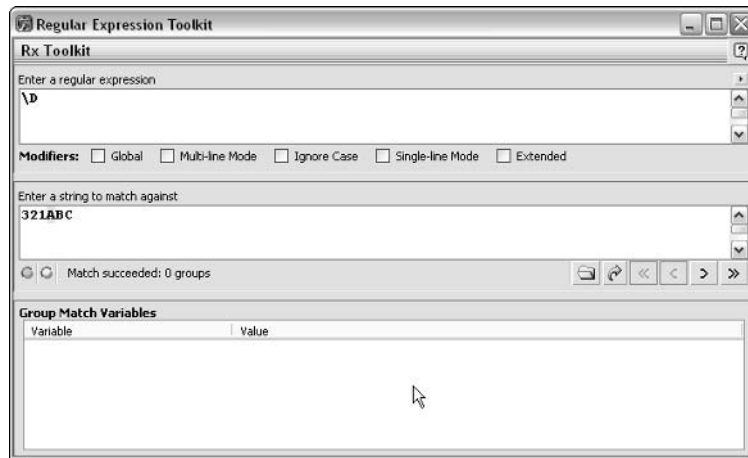 Regular Expression Toolkit
Rx Toolkit
Enter a regular expression
\D
Modifiers: Global Multi-line Mode Ignore Case Single-line Mode Extended
Enter a string to match against
321ABC
Match succeeded: 0 groups
Group Match Variables
Variable Value